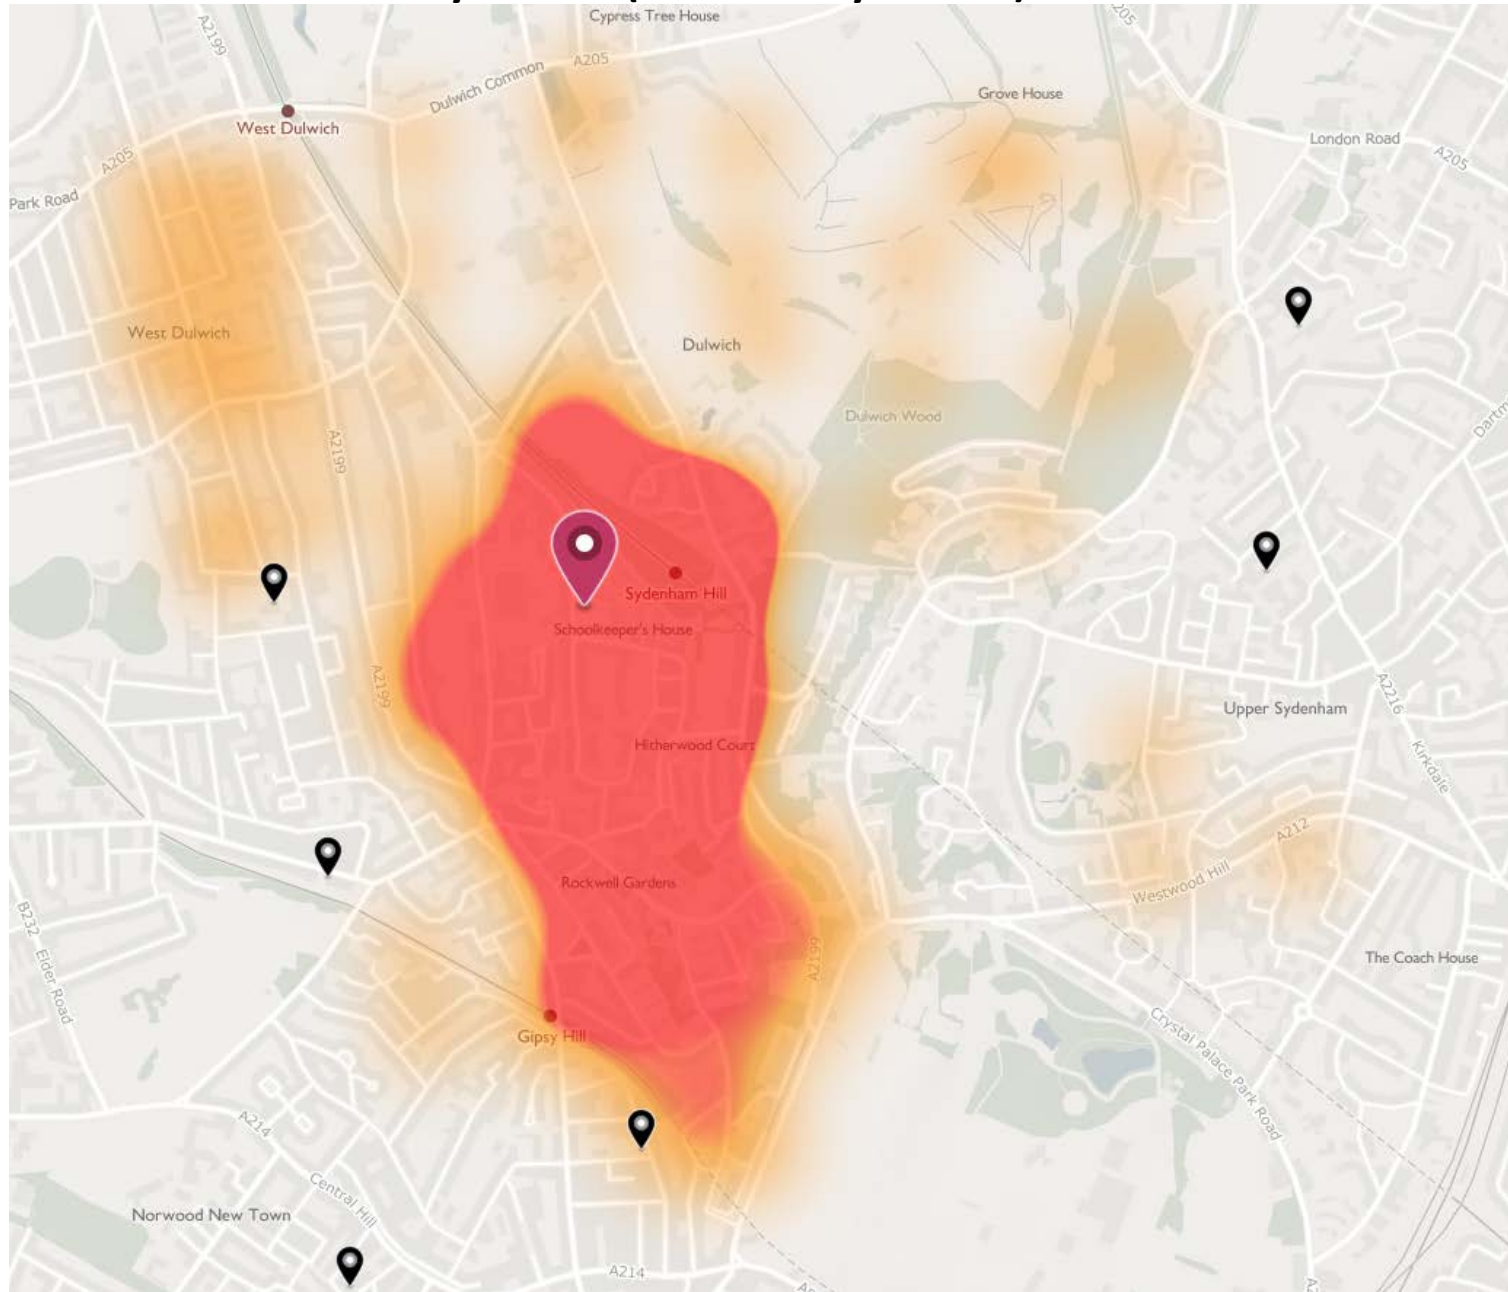 Cypress Tree House
A2199
A205
205
Dulwich Common
Grove House
West Dulwich
London Road
A205
A205
Park Road
West Dulwich
Dulwich
Dulwich Wood
A2199
Sydenham Hill
Schoolkeeper's House
A2199
A2216
Upper Sydenham
Hitherwood Court
Kirkdale
A212
Rockwell Gardens
Westwood Hill
B232
Elder Road
A2199
The Coach House
Gipsy Hill
Crystal Palace Park Road
A214
Central Hill
Norwood New Town
A214